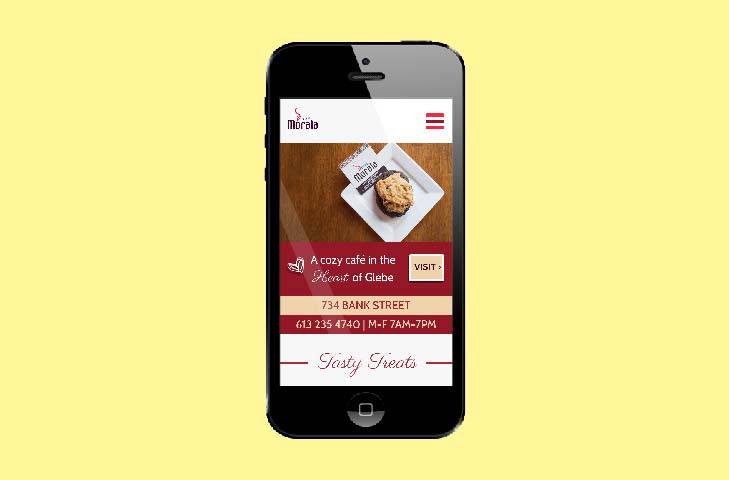 Morala
Morala
A cozy café in the
Heart of Glebe
VISIT >
734 BANK STREET
613 235 4740 | M-F 7AM-7PM
Tasty Treats